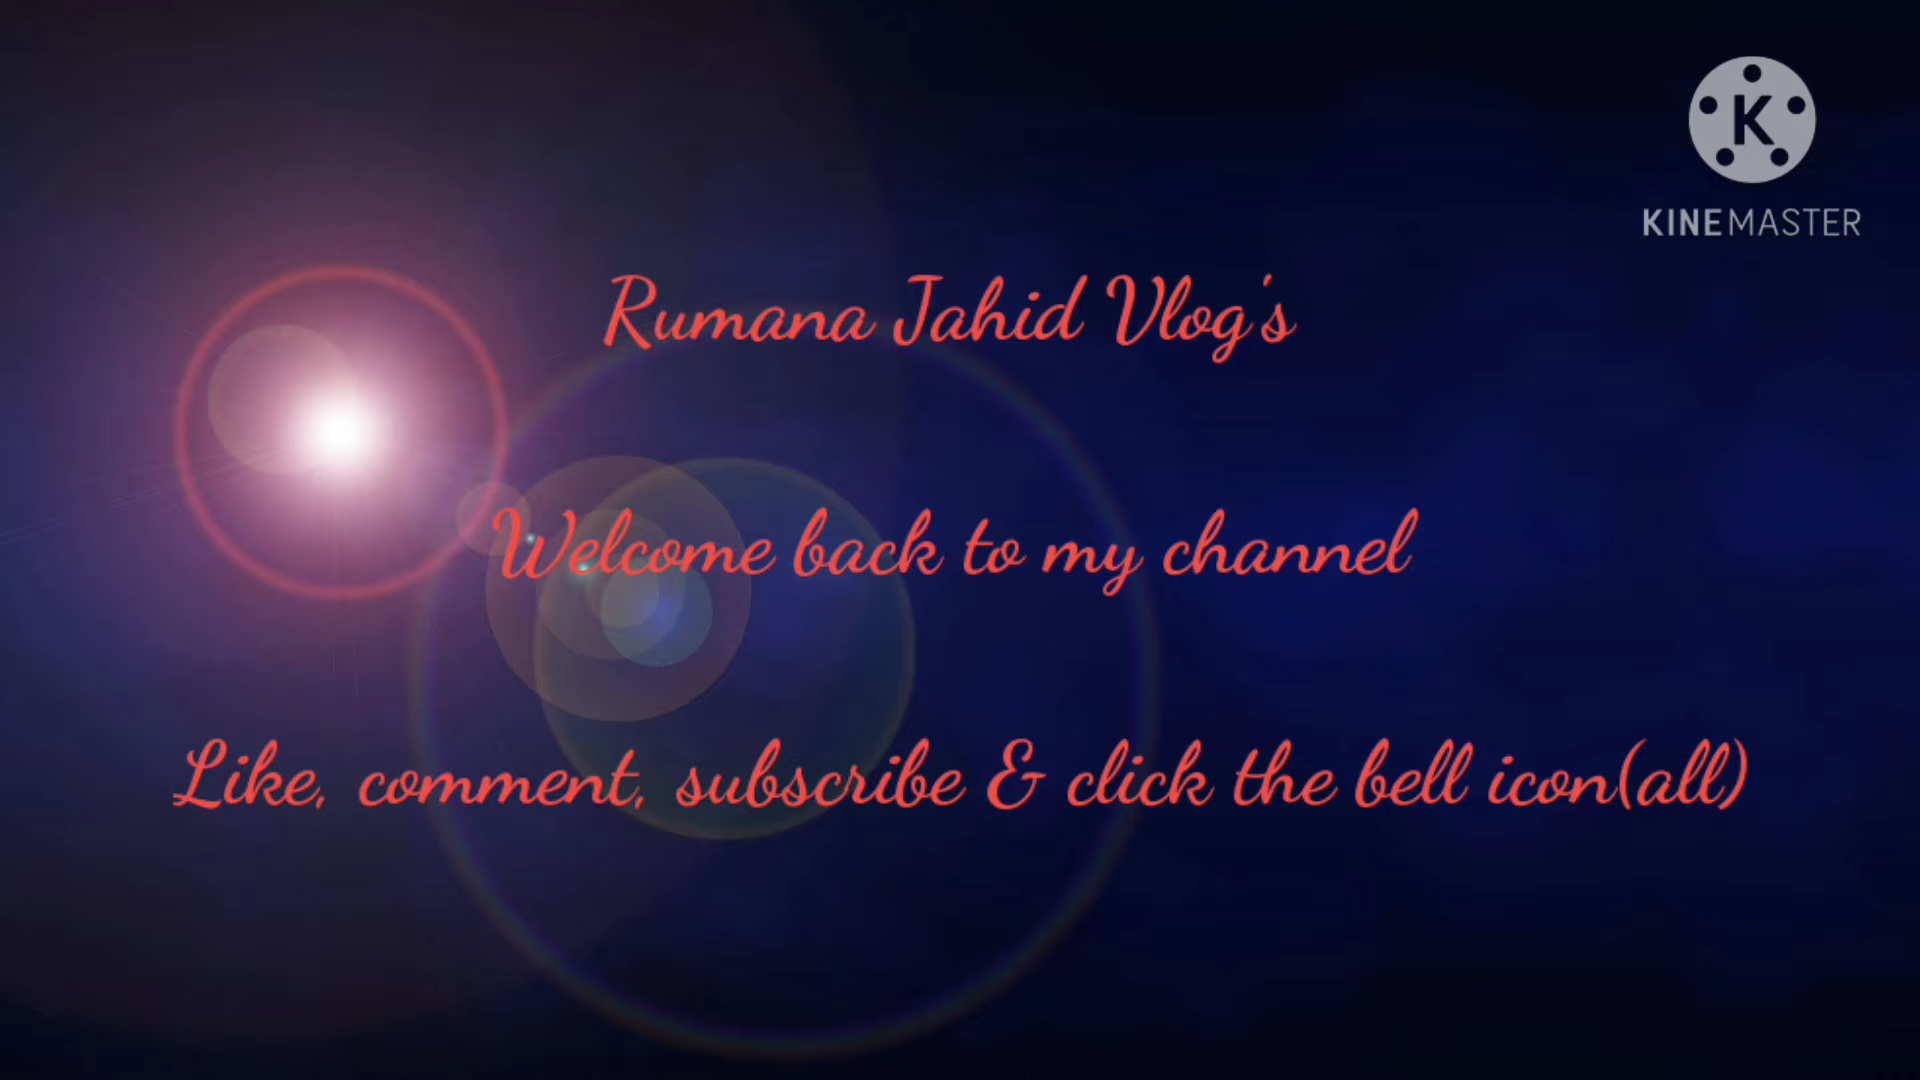 K
KINEMASTER
Rumana Jahid Vlog's
Welcome back to my channel
Like, comment, subscribe & click the bell icon(all)